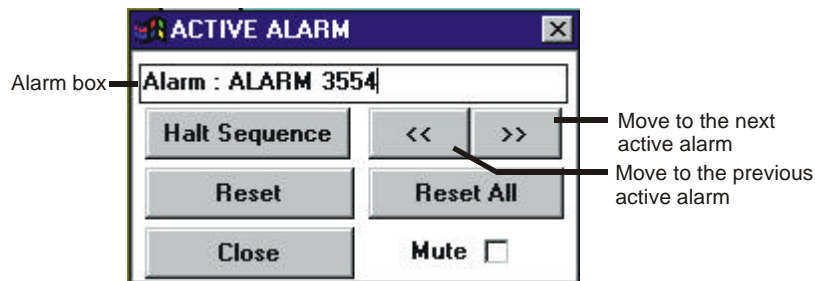 ACTIVE ALARM
Alarm box
Alarm : ALARM 3554
Halt Sequence
<<
>>
Move to the next
active alarm
Move to the previous
active alarm
Reset
Reset All
Close
Mute